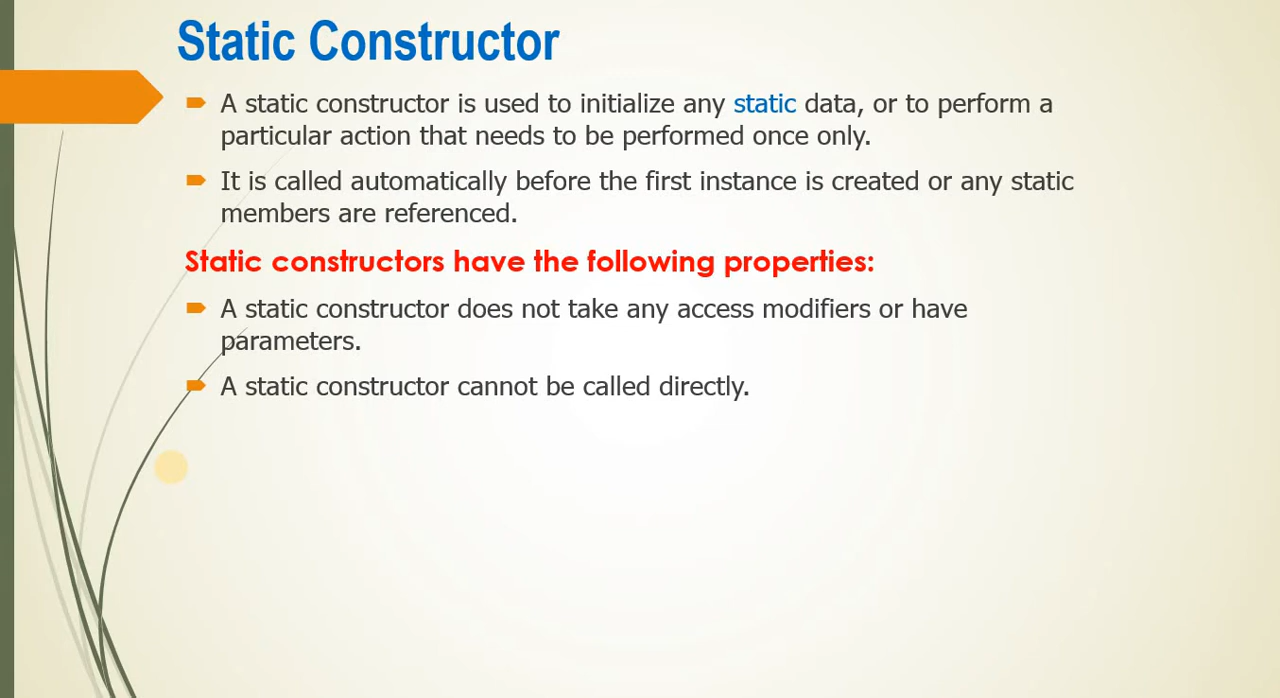 Static Constructor
A static constructor is used to initialize any static data, or to perform a
particular action that needs to be performed once only.
It is called automatically before the first instance is created or any static
members are referenced.
Static constructors have the following properties:
A static constructor does not take any access modifiers or have
parameters.
A static constructor cannot be called directly.